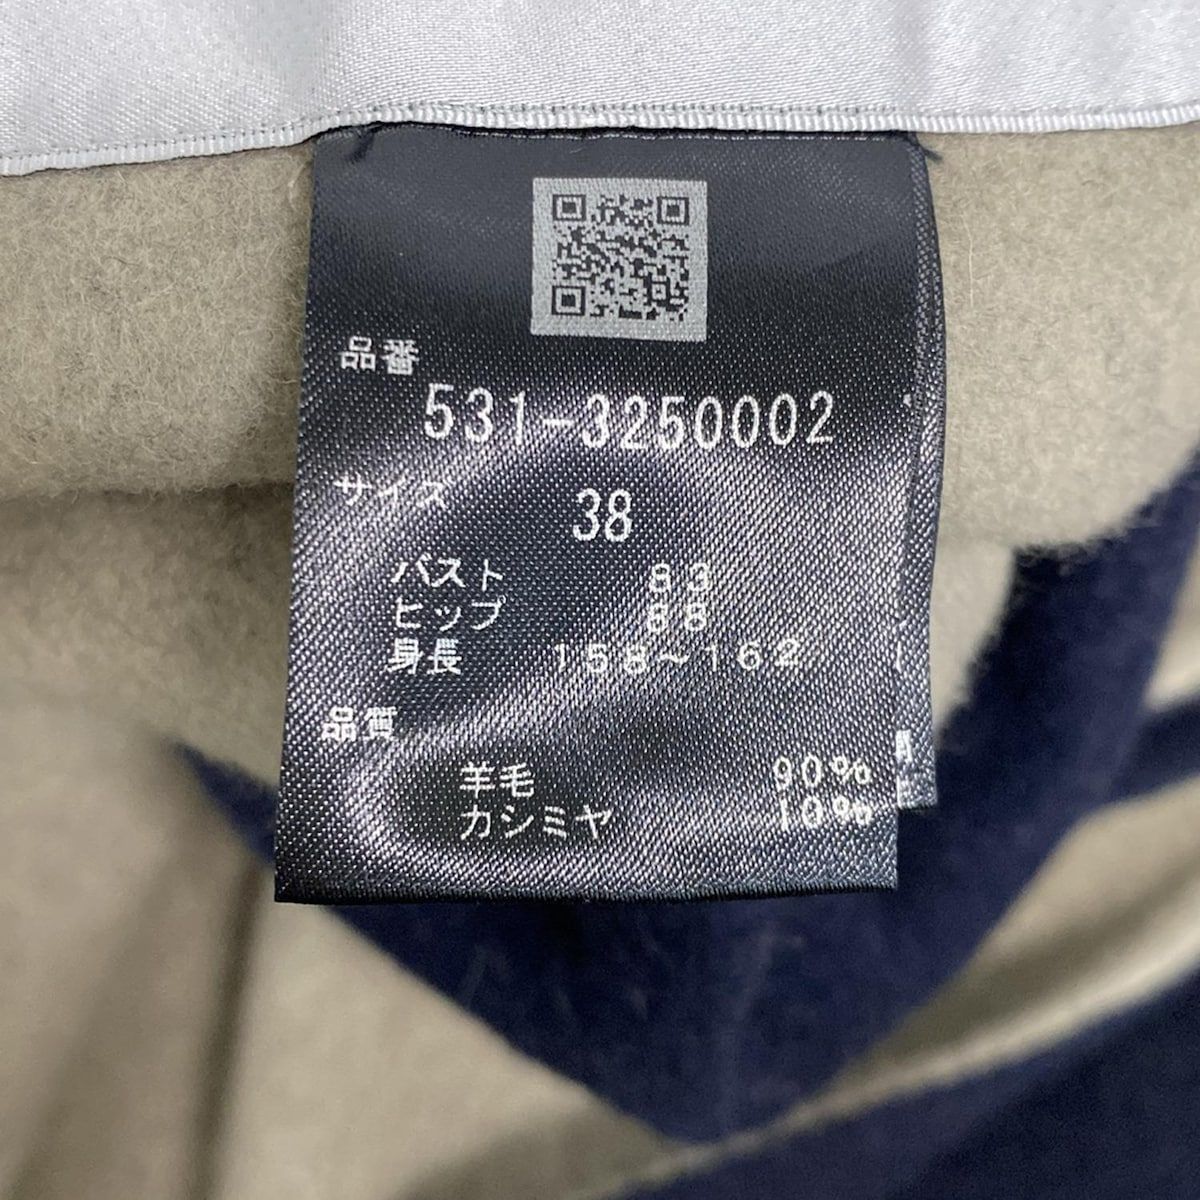 品番
531-3250002
サイズ 38
バスト 83
ヒップ 88
身長 158~162
品質
羊毛 90%
カシミヤ 10%